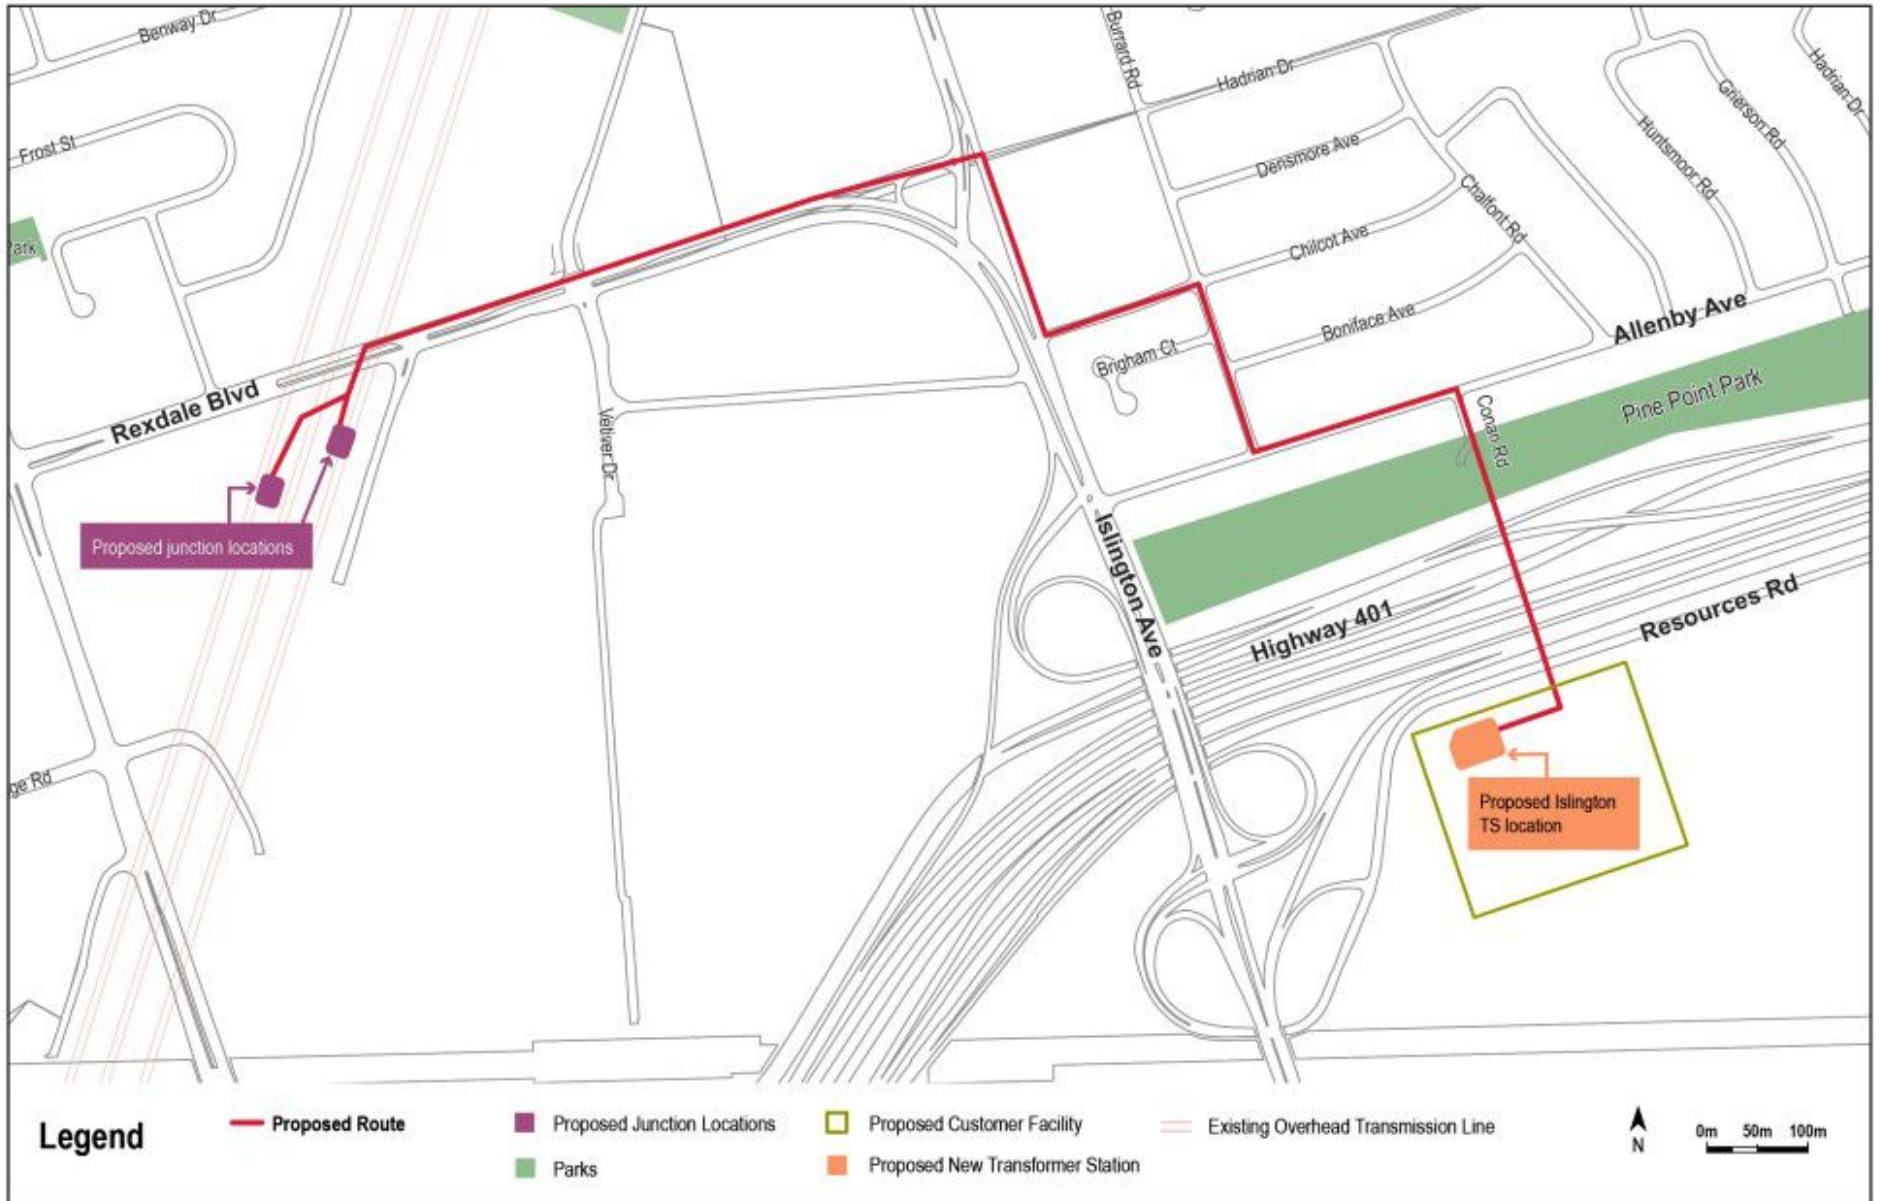 Benway Dr
Burrard Rd
Hadrian Dr
Hadrian Dr
Grierson Rd
Huntsmoor Rd
Frost St
Densmore Ave
Chalfont Rd
Park
Chilcot Ave
Boniface Ave
Allenby Ave
Brigham Ct
Pine Point Park
Conan Rd
Rexdale Blvd
Vetiver Dr
Proposed junction locations
Islington Ave
Highway 401
Resources Rd
ge Rd
Proposed Islington
TS location
Legend
Proposed Route
Proposed Junction Locations
Parks
Proposed Customer Facility
Proposed New Transformer Station
Existing Overhead Transmission Line
N
0m 50m 100m